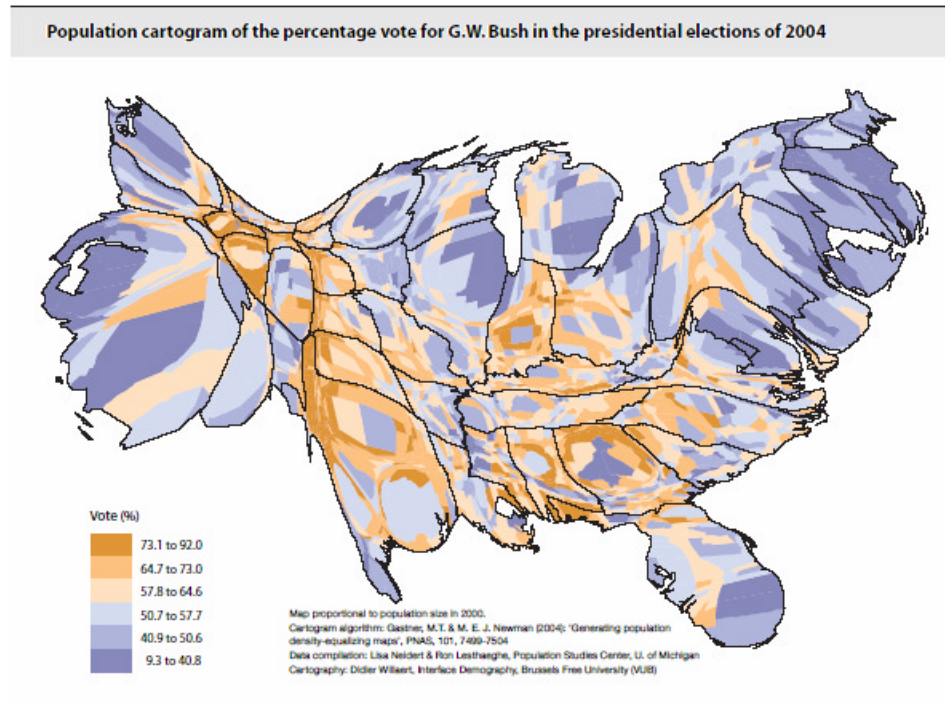 Population cartogram of the percentage vote for G.W. Bush in the presidential elections of 2004
Vote (%)
73.1 to 92.0
64.7 to 73.0
57.8 to 64.6
50.7 to 57.7
40.9 to 50.6
9.3 to 40.8
Map proportional to population size in 2000.
Cartogram algorithm: Gastner, M.T. & M. E. J. Newman (2004): "Generating population
density-equalizing maps", PNAS, 101, 7499-7504
Data compilation: Lisa Neidert & Ron Lesthaeghe, Population Studies Center, U. of Michigan
Cartography: Didier Willaert, Interface Demography, Brussels Free University (VUB)